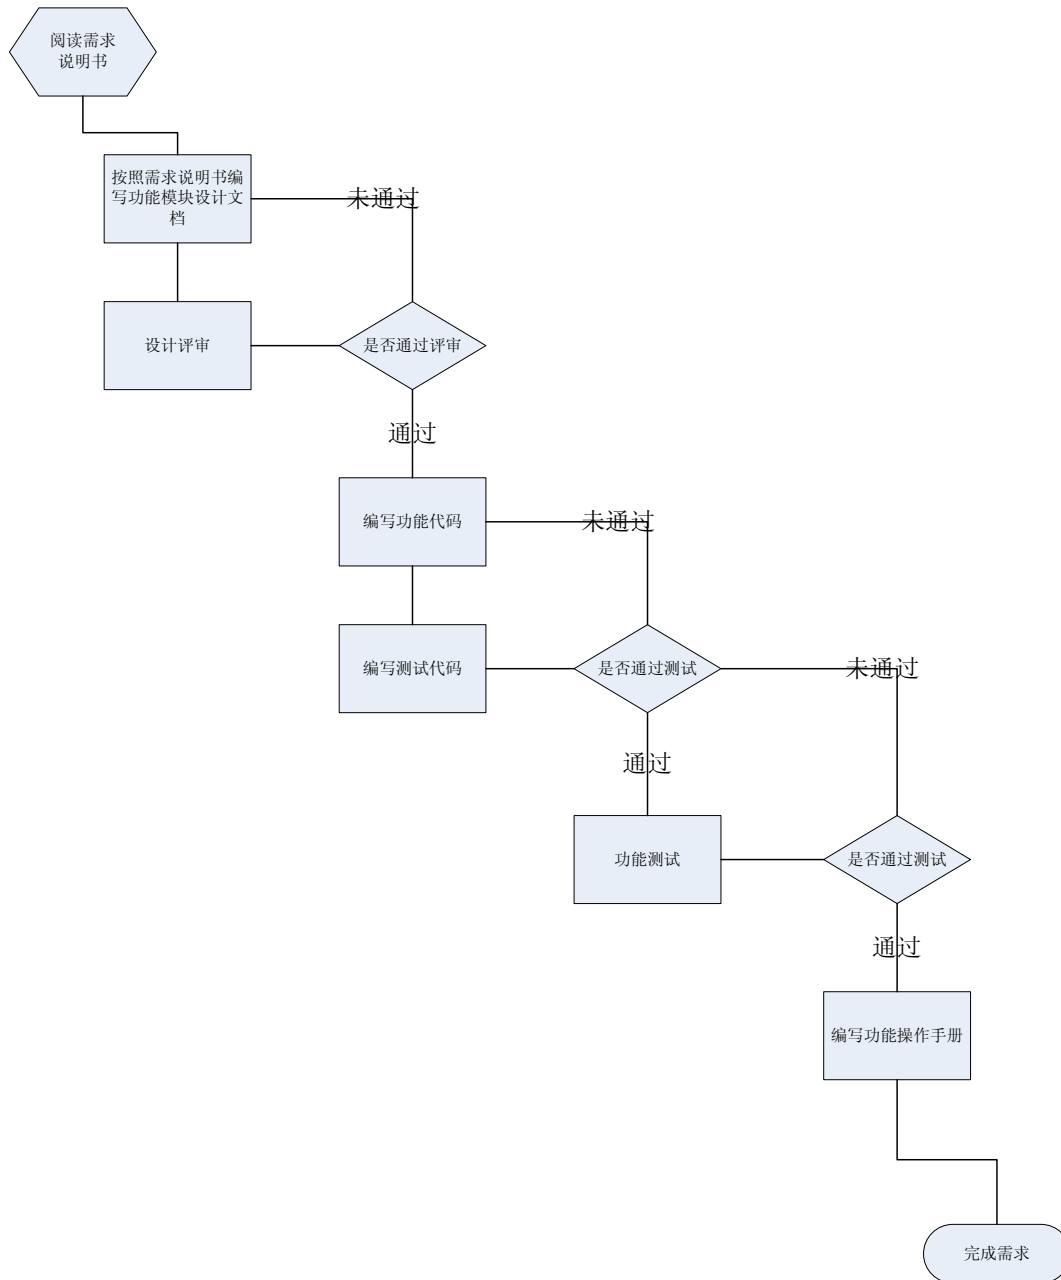 阅读需求
说明书
按照需求说明书编
写功能模块设计文
档
未通过
设计评审
是否通过评审
通过
编写功能代码
未通过
编写测试代码
是否通过测试
未通过
通过
功能测试
是否通过测试
通过
编写功能操作手册
完成需求